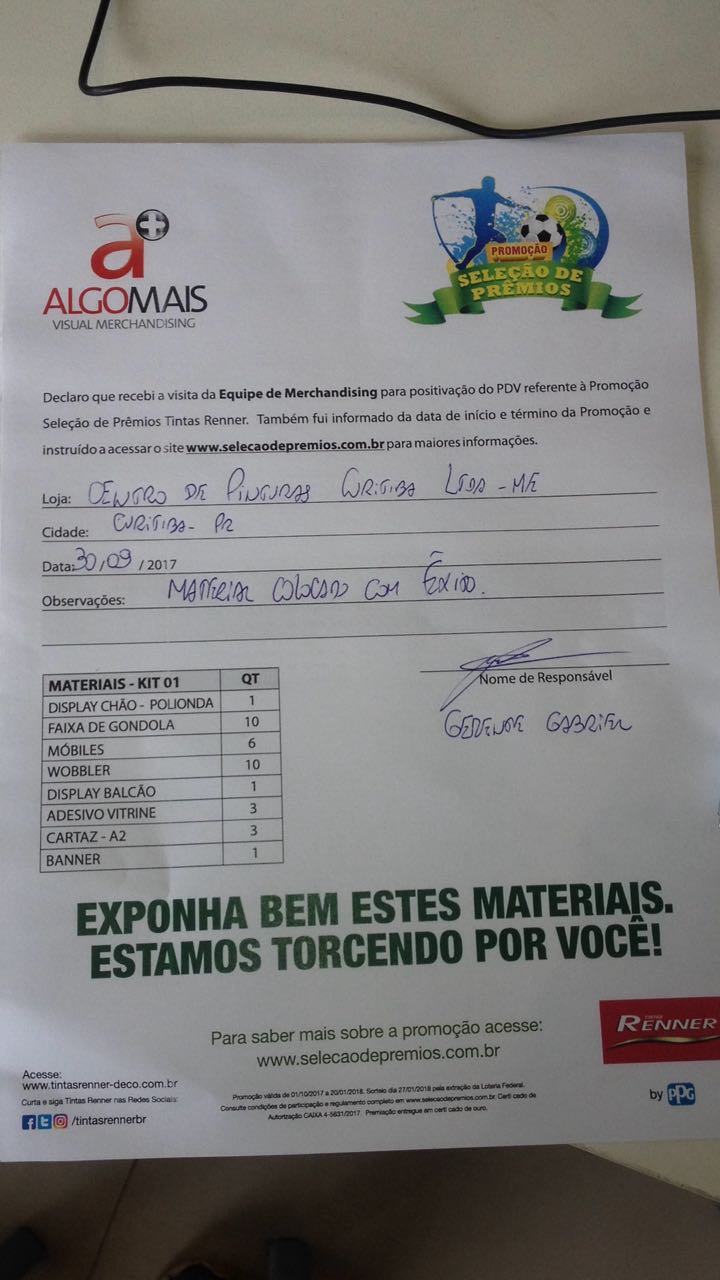 a+
ALGOMAIS
VISUAL MERCHANDISING
PROMOÇÃO
SELEÇÃO DE
PRÊMIOS
Declaro que recebi a visita da Equipe de Merchandising para positivação do PDV referente à Promoção
Seleção de Prêmios Tintas Renner. Também fui informado da data de início e término da Promoção e
instruído a acessar o site www.selecaodepremios.com.br para maiores informações.
Loja: CENTRO DE PINTURAS CURITIBA LTDA - ME
Cidade: CURITIBA - PR
Data: 30/09 / 2017
Observações: MATERIAL COLOCADO COM ÊXITO.
Nome de Responsável
GERENTE GABRIEL
MATERIAIS - KIT 01 QT
DISPLAY CHÃO - POLIONDA 1
FAIXA DE GONDOLA 10
MÓBILES 6
WOBBLER 10
DISPLAY BALCÃO 1
ADESIVO VITRINE 3
CARTAZ - A2 3
BANNER 1
EXPONHA BEM ESTES MATERIAIS.
ESTAMOS TORCENDO POR VOCÊ!
Para saber mais sobre a promoção acesse:
www.selecaodepremios.com.br
TINTAS
RENNER
by PPG
Acesse:
www.tintasrenner-deco.com.br
Curta e siga Tintas Renner nas Redes Sociais:
/tintasrennerbr
Promoção válida de 01/10/2017 a 20/01/2018. Sorteio dia 27/01/2018 pela extração da Loteria Federal.
Consulte condições de participação e regulamento completo em www.selecaodepremios.com.br. Certi cado de
Autorização CAIXA 4-5631/2017. Premiação entregue em certi cado de ouro.